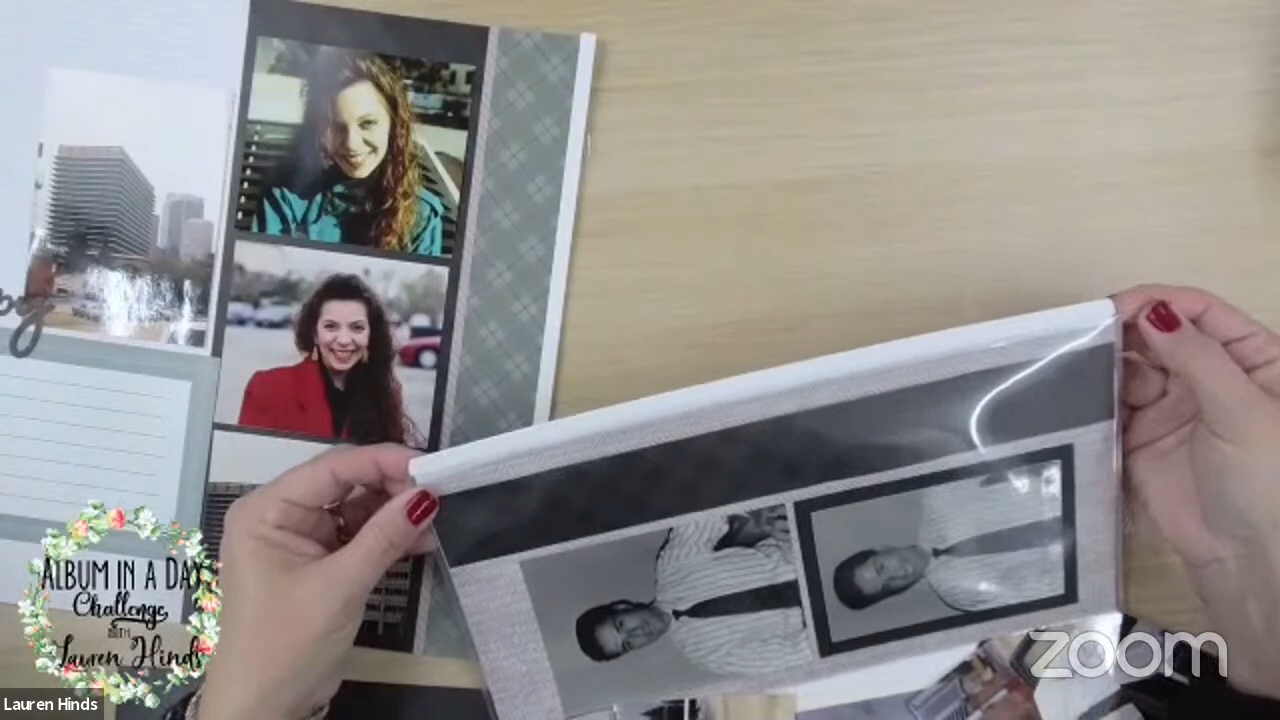 ALBUM IN A DAY
Challenge
WITH
Lauren Hinds
Lauren Hinds
zoom